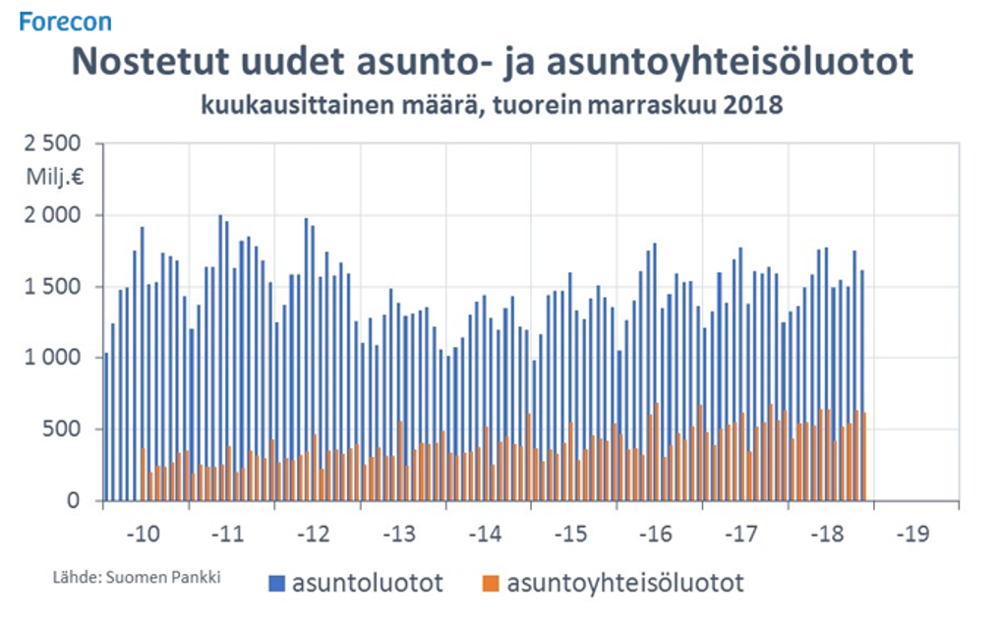 Forecon
Nostetut uudet asunto- ja asuntoyhteisöluotot
kuukausittainen määrä, tuorein marraskuu 2018
2 500
Milj.€
2 000
1 500
1 000
500
0
-10 -11 -12 -13 -14 -15 -16 -17 -18 -19
Lähde: Suomen Pankki
asuntoluotot asuntoyhteisöluotot